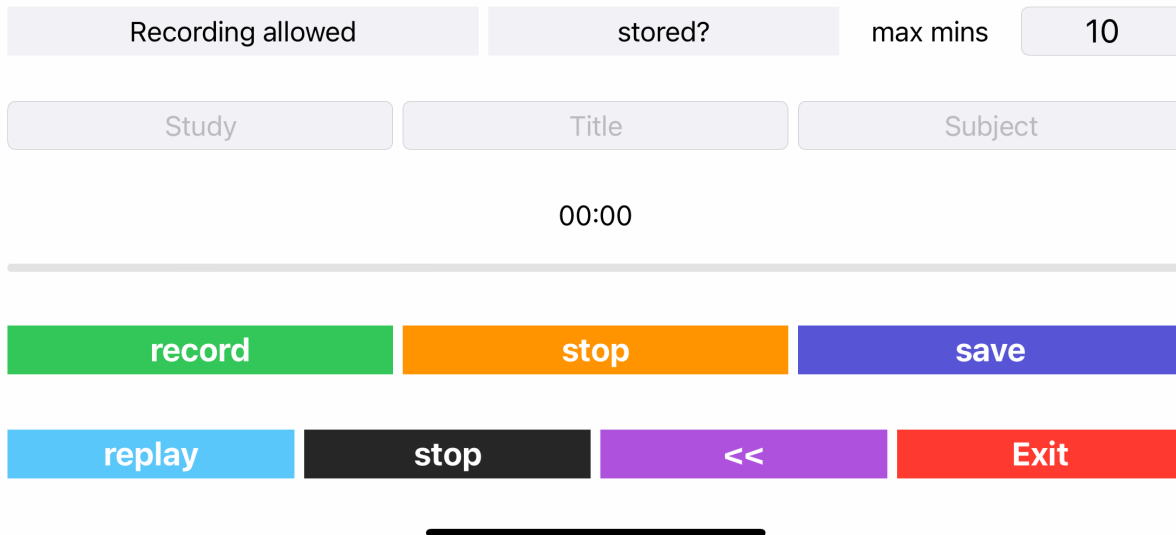 Recording allowed stored? max mins 10
Study Title Subject
00:00
record stop save
replay stop << Exit